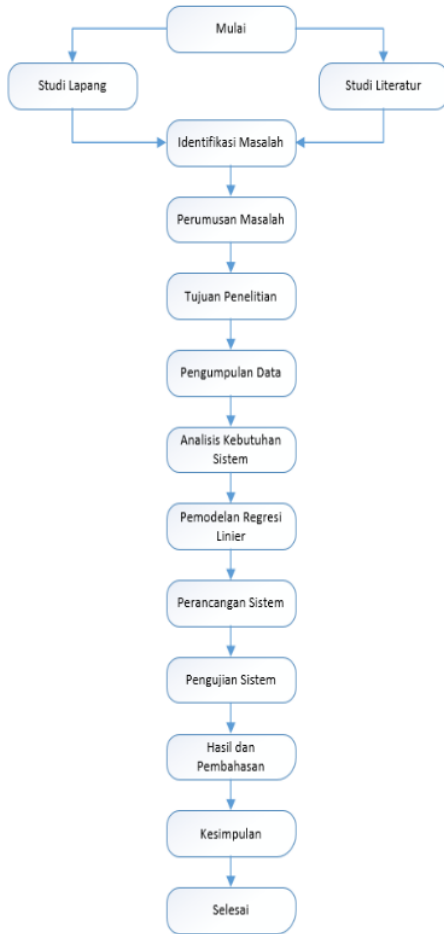 Mulai
Studi Lapang
Studi Literatur
Identifikasi Masalah
Perumusan Masalah
Tujuan Penelitian
Pengumpulan Data
Analisis Kebutuhan
Sistem
Pemodelan Regresi
Linier
Perancangan Sistem
Pengujian Sistem
Hasil dan
Pembahasan
Kesimpulan
Selesai